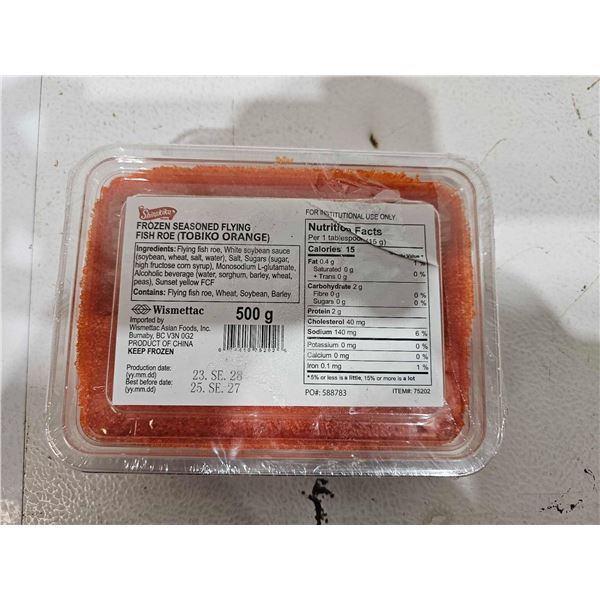 Shirakiku
FROZEN SEASONED FLYING
FISH ROE (TOBIKO ORANGE)
Ingredients: Flying fish roe, White soybean sauce
(soybean, wheat, salt, water), Salt, Sugars (sugar,
high fructose corn syrup), Monosodium L-glutamate,
Alcoholic beverage (water, sorghum, barley, wheat,
peas), Sunset yellow FCF
Contains: Flying fish roe, Wheat, Soybean, Barley
Wismettac
Imported by
Wismettac Asian Foods, Inc.
Burnaby, BC V3N 0G2
PRODUCT OF CHINA
KEEP FROZEN
500 g
Production date:
(yy.mm.dd)
23. SE. 28
Best before date:
(yy.mm.dd)
25. SE. 27
FOR INSTITUTIONAL USE ONLY
Nutrition Facts
Per 1 tablespoon (15 g)
Calories 15
Value *
Fat 0.4 g 1 %
Saturated 0 g
+ Trans 0 g 0 %
Carbohydrate 2 g
Fibre 0 g 0 %
Sugars 0 g 0 %
Protein 2 g
Cholesterol 40 mg
Sodium 140 mg 6 %
Potassium 0 mg 0 %
Calcium 0 mg 0 %
Iron 0.1 mg 1 %
*5% or less is a little, 15% or more is a lot
PO#: 588783
ITEM#: 75202